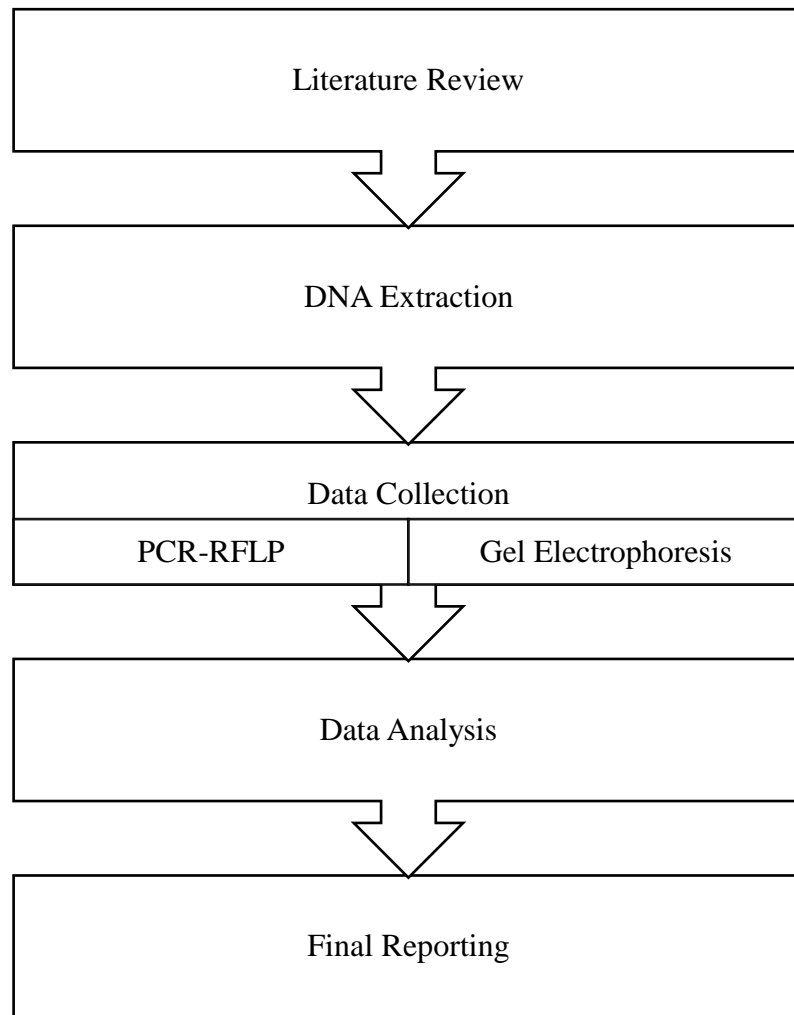 Literature Review
DNA Extraction
Data Collection
PCR-RFLP
Gel Electrophoresis
Data Analysis
Final Reporting